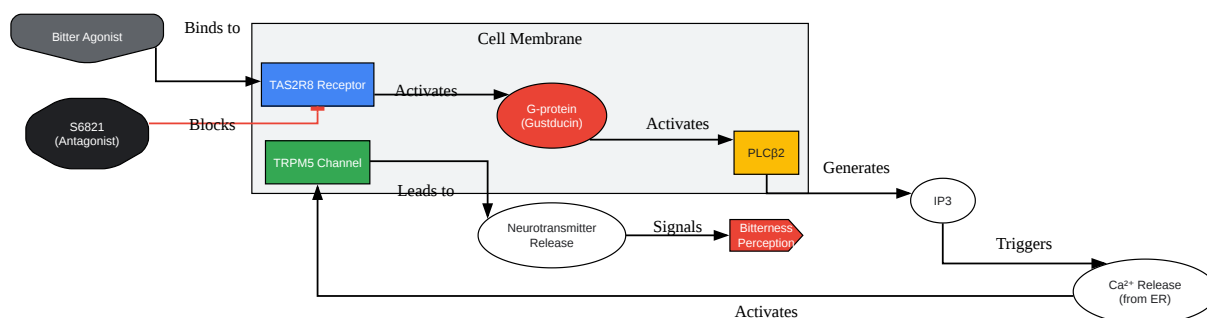 Bitter Agonist
Binds to
Cell Membrane
TAS2R8 Receptor
Activates
G-protein
(Gustducin)
S6821
(Antagonist)
Blocks
Activates
PLCβ2
TRPM5 Channel
Leads to
Generates
IP3
Neurotransmitter
Release
Signals
Bitterness
Perception
Triggers
Ca²⁺ Release
(from ER)
Activates